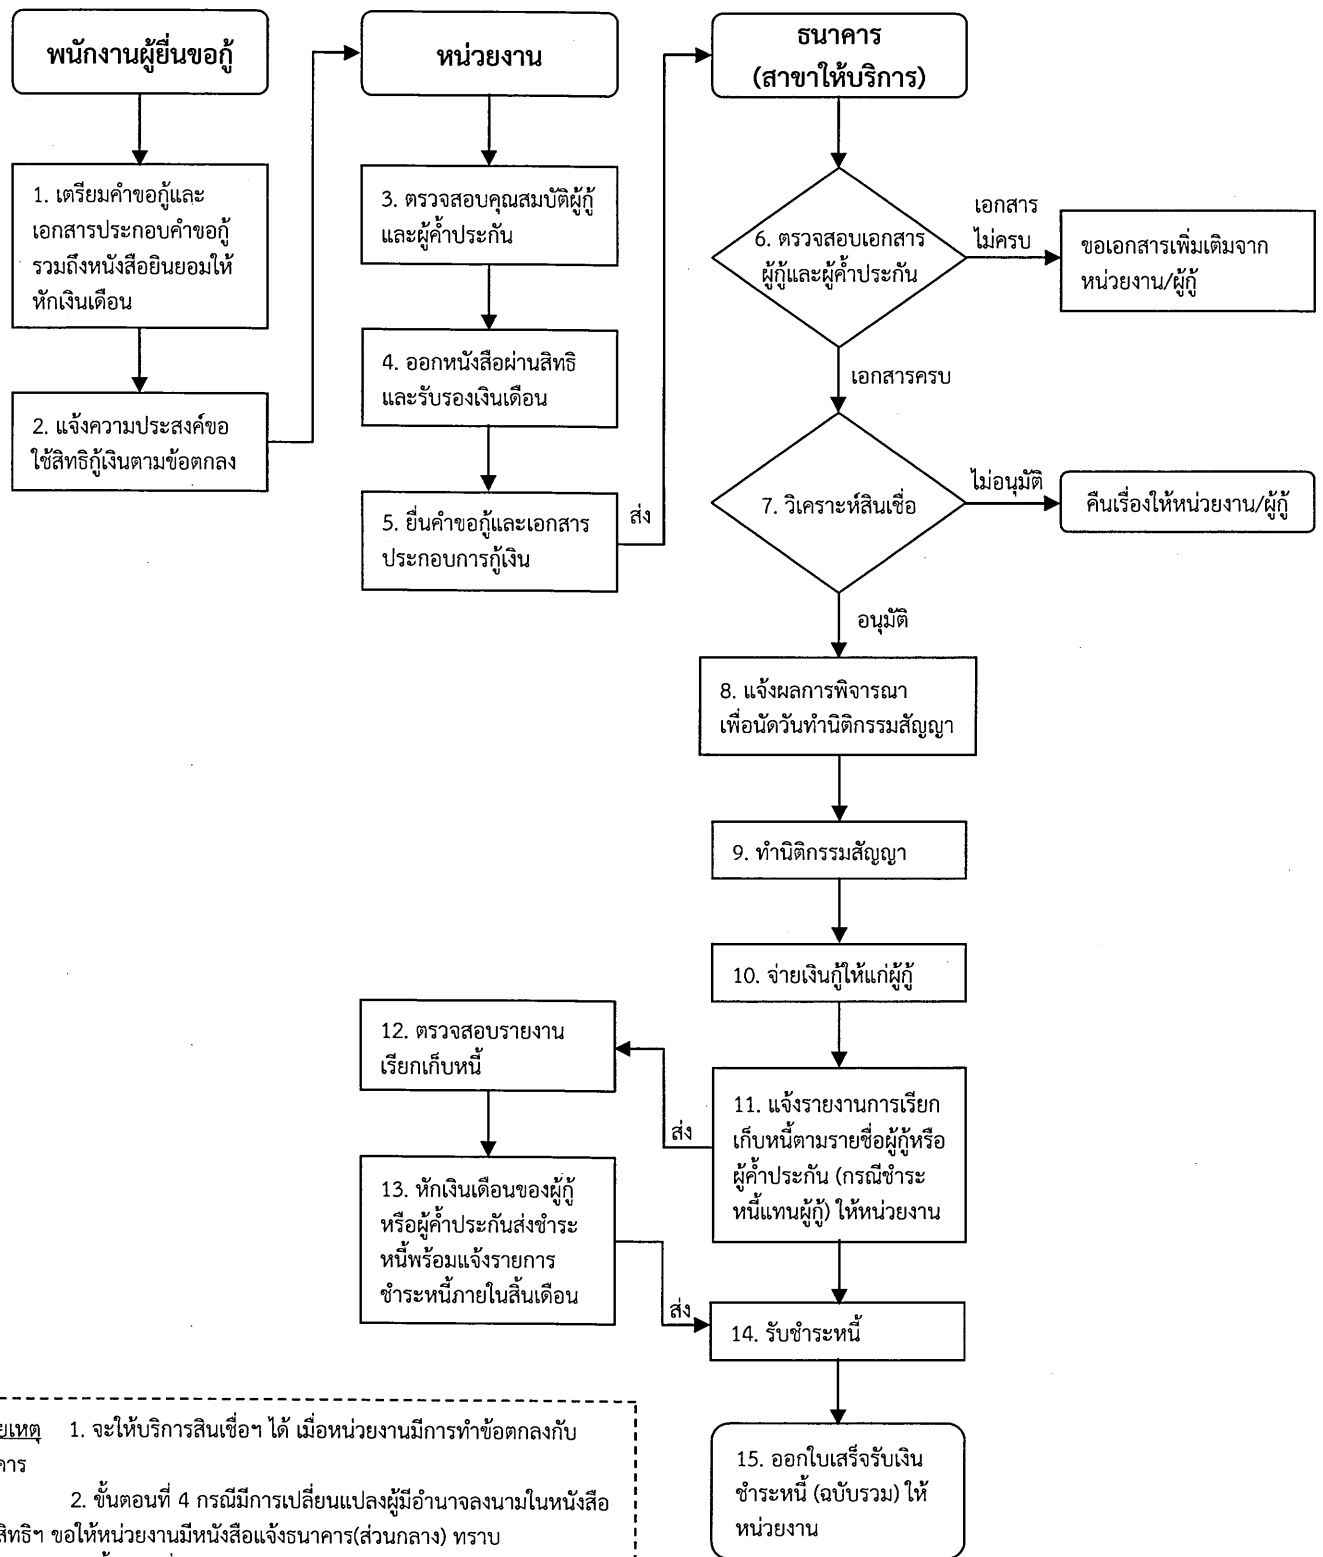 พนักงานผู้ยื่นขอกู้
1. เตรียมคำขอกู้และ
เอกสารประกอบคำขอกู้
รวมถึงหนังสือยินยอมให้
หักเงินเดือน
2. แจ้งความประสงค์ขอ
ใช้สิทธิกู้เงินตามข้อตกลง
หน่วยงาน
3. ตรวจสอบคุณสมบัติผู้กู้
และผู้ค้ำประกัน
4. ออกหนังสือผ่านสิทธิ
และรับรองเงินเดือน
5. ยื่นคำขอกู้และเอกสาร
ประกอบการกู้เงิน
ส่ง
ธนาคาร
(สาขาให้บริการ)
6. ตรวจสอบเอกสาร
ผู้กู้และผู้ค้ำประกัน
เอกสาร
ไม่ครบ
ขอเอกสารเพิ่มเติมจาก
หน่วยงาน/ผู้กู้
เอกสารครบ
7. วิเคราะห์สินเชื่อ
ไม่อนุมัติ
คืนเรื่องให้หน่วยงาน/ผู้กู้
อนุมัติ
8. แจ้งผลการพิจารณา
เพื่อนัดวันทำนิติกรรมสัญญา
9. ทำนิติกรรมสัญญา
10. จ่ายเงินกู้ให้แก่ผู้กู้
11. แจ้งรายงานการเรียก
เก็บหนี้ตามรายชื่อผู้กู้หรือ
ผู้ค้ำประกัน (กรณีชำระ
หนี้แทนผู้กู้) ให้หน่วยงาน
ส่ง
12. ตรวจสอบรายงาน
เรียกเก็บหนี้
13. หักเงินเดือนของผู้กู้
หรือผู้ค้ำประกันส่งชำระ
หนี้พร้อมแจ้งรายการ
ชำระหนี้ภายในสิ้นเดือน
ส่ง
14. รับชำระหนี้
15. ออกใบเสร็จรับเงิน
ชำระหนี้ (ฉบับรวม) ให้
หน่วยงาน
ยเหตุ 1. จะให้บริการสินเชื่อฯ ได้ เมื่อหน่วยงานมีการทำข้อตกลงกับ
คาร
2. ขั้นตอนที่ 4 กรณีมีการเปลี่ยนแปลงผู้มีอำนาจลงนามในหนังสือ
สิทธิฯ ขอให้หน่วยงานมีหนังสือแจ้งธนาคาร(ส่วนกลาง) ทราบ